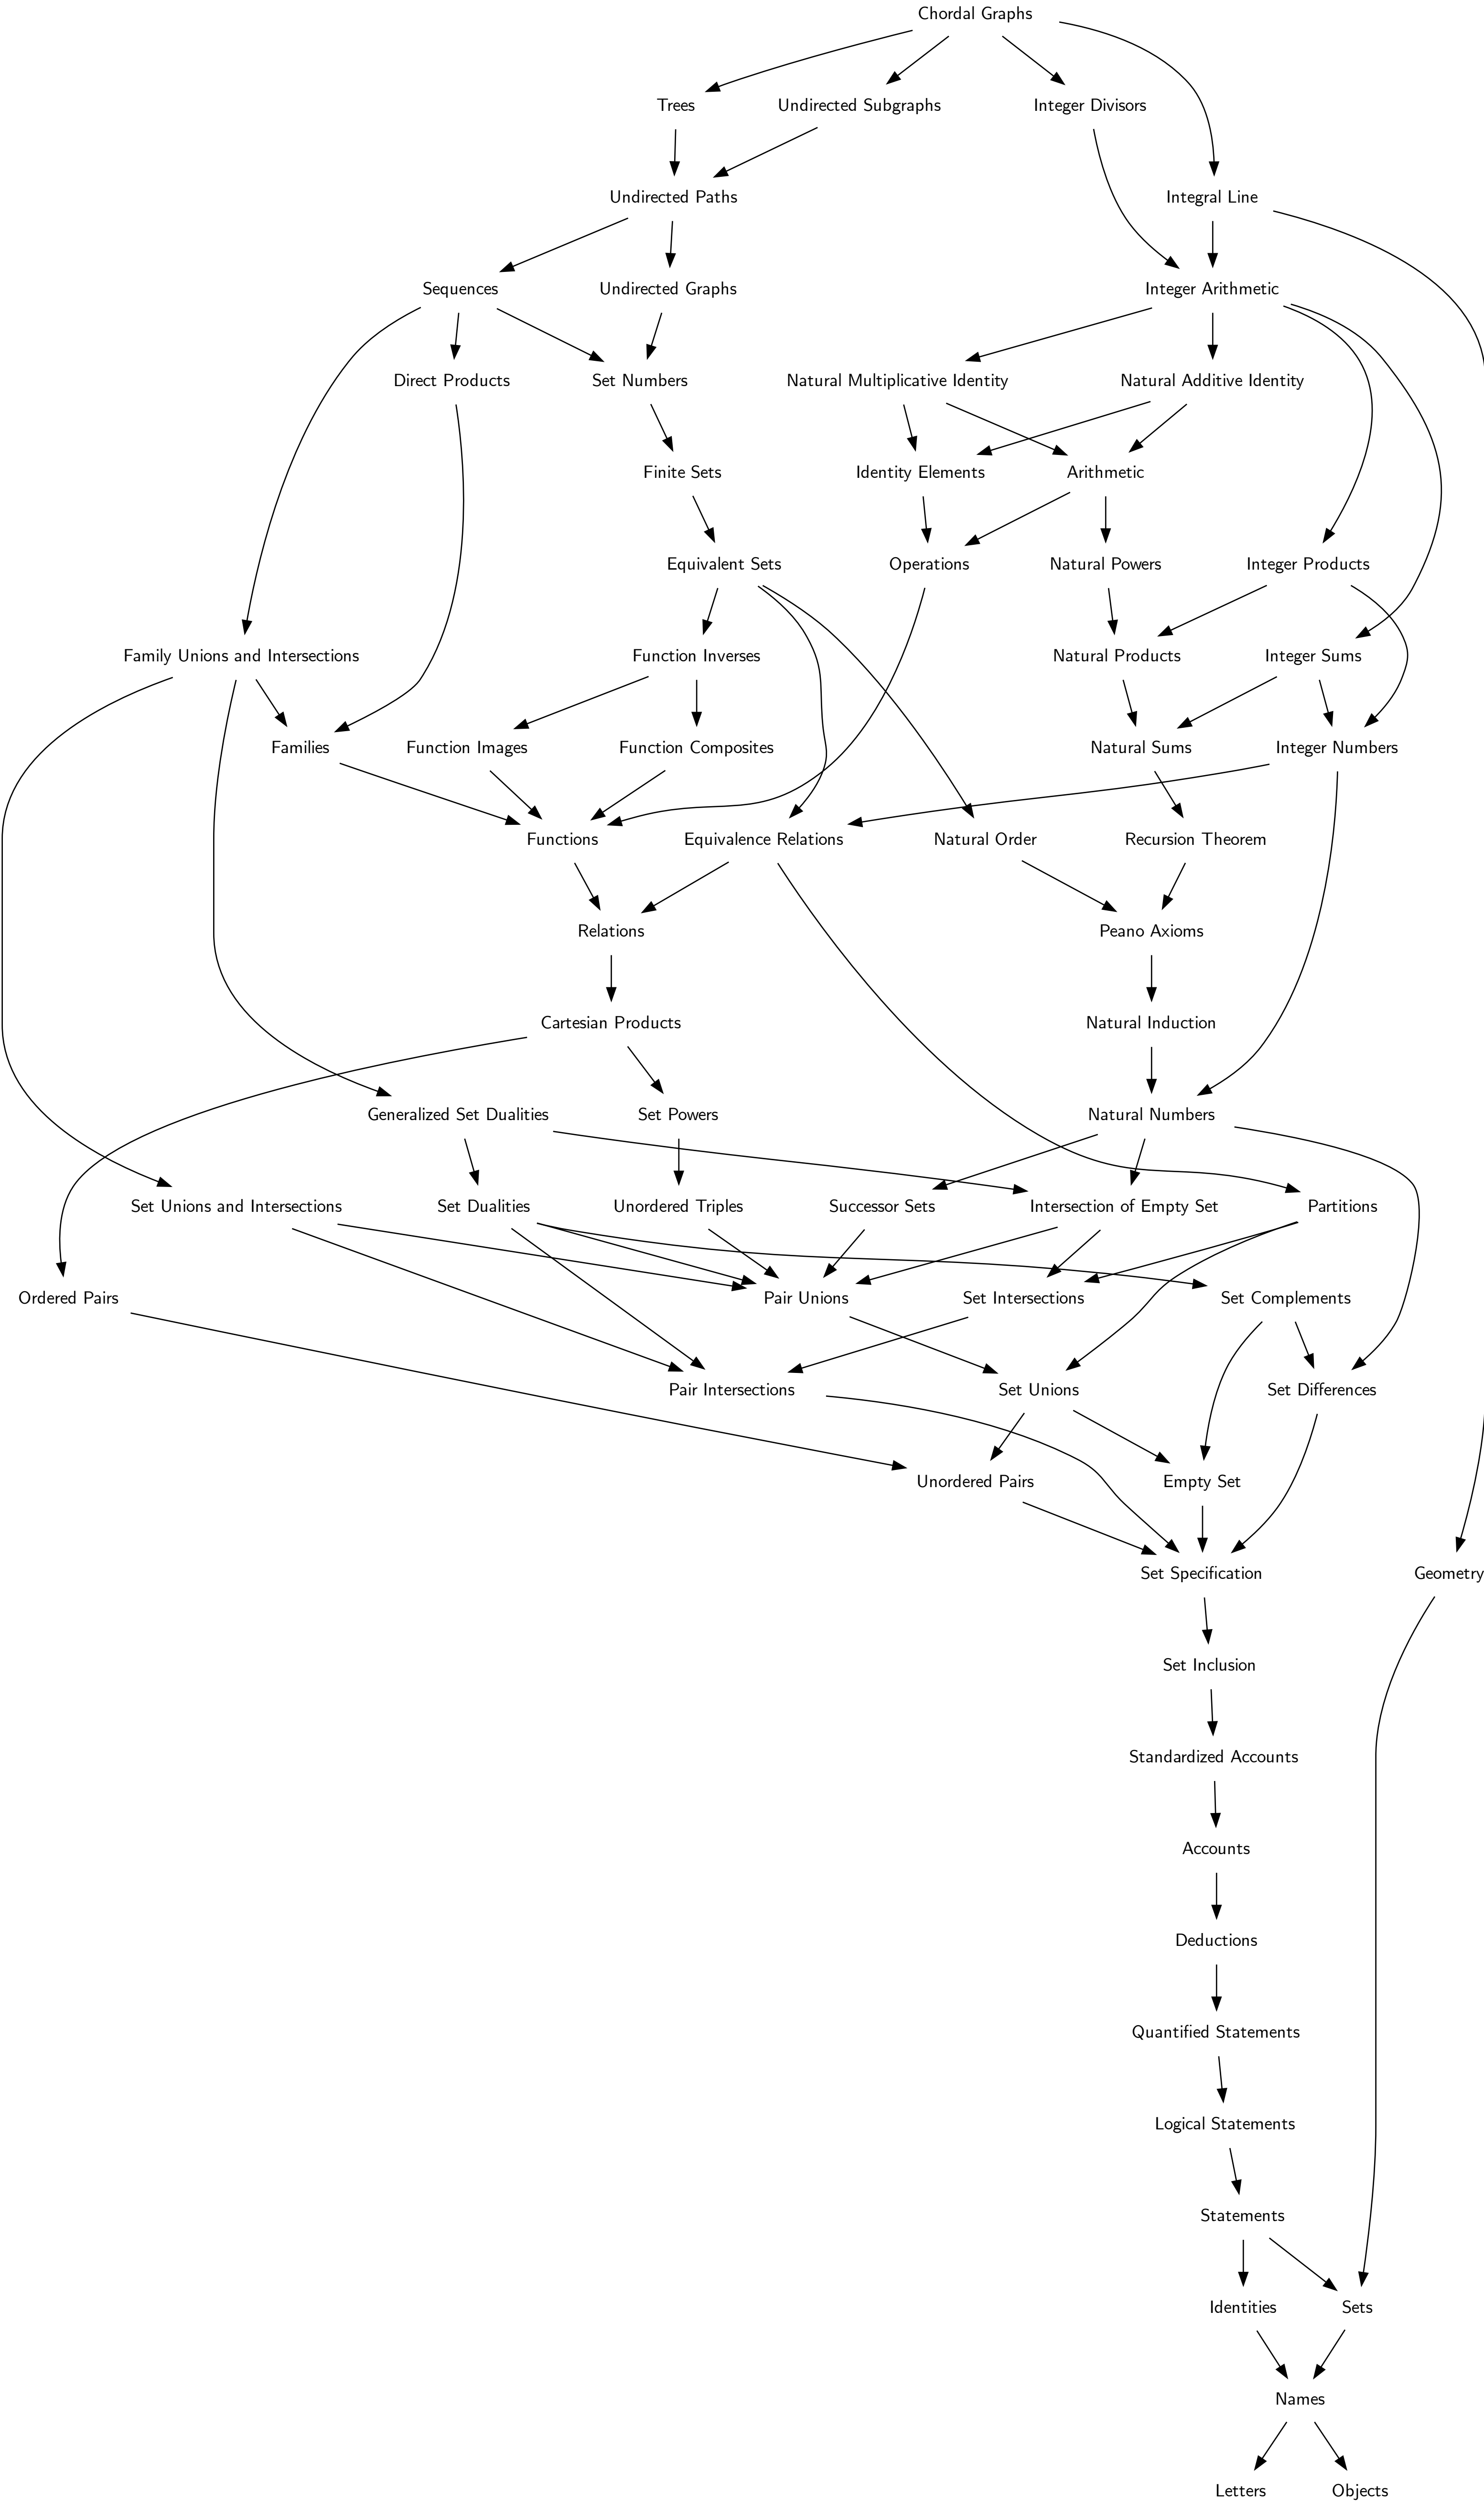 Chordal Graphs
Trees
Undirected Subgraphs
Integer Divisors
Undirected Paths
Integral Line
Sequences
Undirected Graphs
Integer Arithmetic
Direct Products
Set Numbers
Natural Multiplicative Identity
Natural Additive Identity
Finite Sets
Identity Elements
Arithmetic
Equivalent Sets
Operations
Natural Powers
Integer Products
Family Unions and Intersections
Function Inverses
Natural Products
Integer Sums
Families
Function Images
Function Composites
Natural Sums
Integer Numbers
Functions
Equivalence Relations
Natural Order
Recursion Theorem
Relations
Peano Axioms
Cartesian Products
Natural Induction
Generalized Set Dualities
Set Powers
Natural Numbers
Set Unions and Intersections
Set Dualities
Unordered Triples
Successor Sets
Intersection of Empty Set
Partitions
Ordered Pairs
Pair Unions
Set Intersections
Set Complements
Pair Intersections
Set Unions
Set Differences
Unordered Pairs
Empty Set
Set Specification
Geometry
Set Inclusion
Standardized Accounts
Accounts
Deductions
Quantified Statements
Logical Statements
Statements
Identities
Sets
Names
Letters
Objects